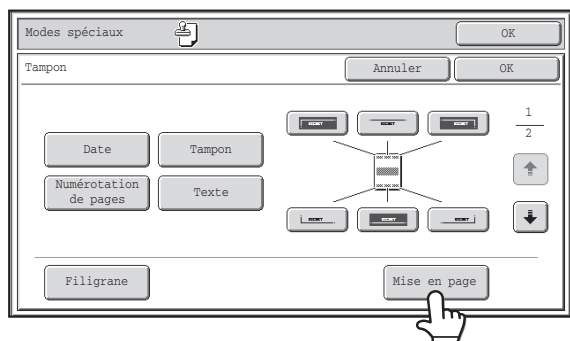 Modes spéciaux
OK
Tampon
Annuler
OK
1
2
Date
Tampon
Numérotation
de pages
Texte
Filigrane
Mise en page